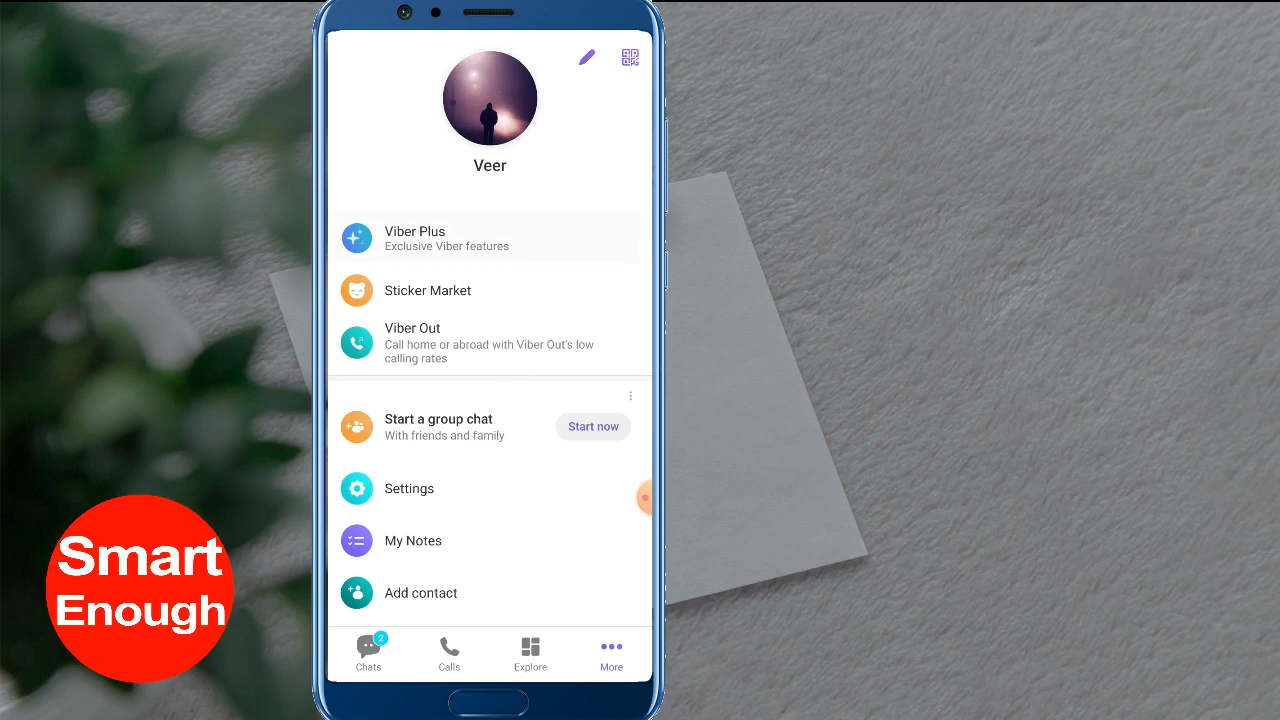 Veer
Viber Plus
Exclusive Viber features
Sticker Market
Viber Out
Call home or abroad with Viber Out's low
calling rates
Start a group chat
With friends and family
Start now
Settings
My Notes
Add contact
2
Chats
Calls
Explore
More
Smart
Enough